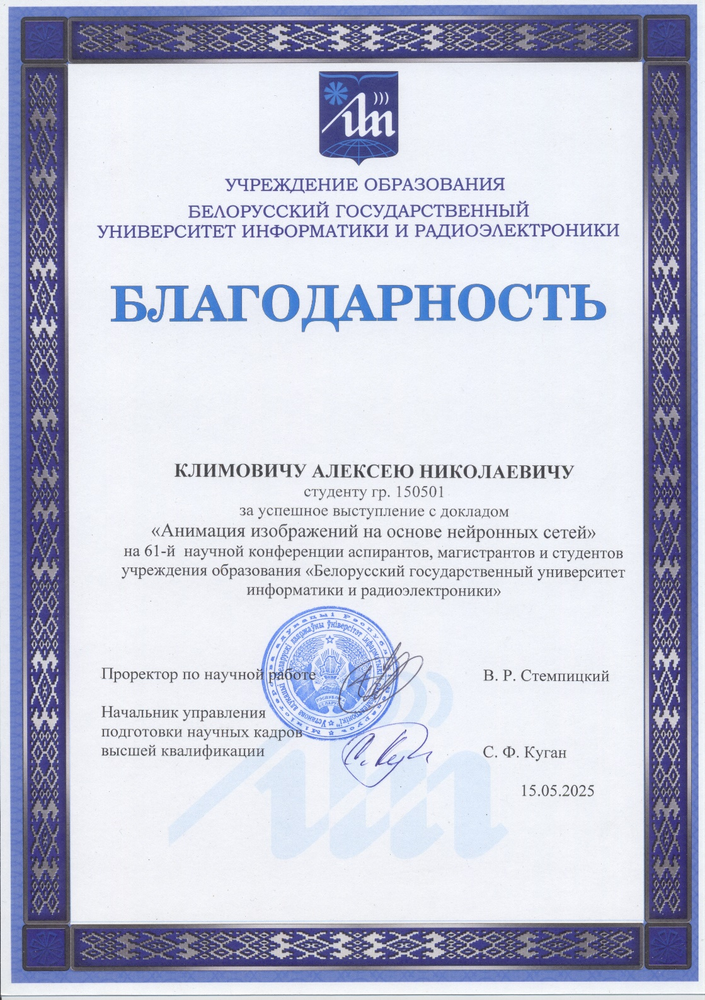 УЧРЕЖДЕНИЕ ОБРАЗОВАНИЯ
БЕЛОРУССКИЙ ГОСУДАРСТВЕННЫЙ
УНИВЕРСИТЕТ ИНФОРМАТИКИ И РАДИОЭЛЕКТРОНИКИ
БЛАГОДАРНОСТЬ
КЛИМОВИЧУ АЛЕКСЕЮ НИКОЛАЕВИЧУ
студенту гр. 150501
за успешное выступление с докладом
«Анимация изображений на основе нейронных сетей»
на 61-й научной конференции аспирантов, магистрантов и студентов
учреждения образования «Белорусский государственный университет
информатики и радиоэлектроники»
Проректор по научной работе
В. Р. Стемпицкий
Начальник управления
подготовки научных кадров
высшей квалификации
С. Ф. Куган
15.05.2025
РЭСПУБЛІКА
БЕЛАРУСЬ